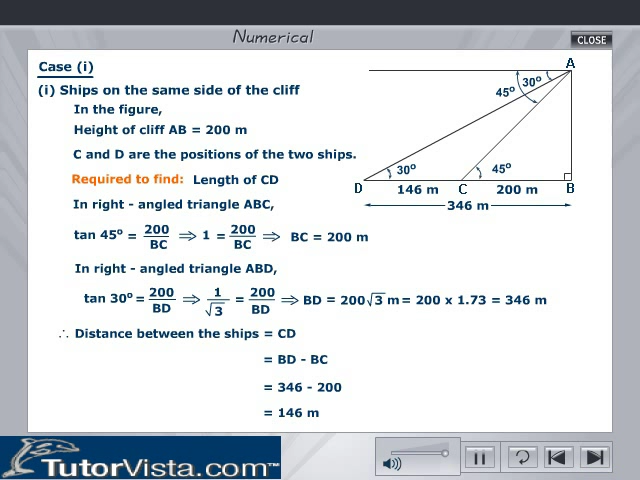 Numerical
CLOSE
Case (i)
(i) Ships on the same side of the cliff
In the figure,
Height of cliff AB = 200 m
C and D are the positions of the two ships.
Required to find: Length of CD
In right - angled triangle ABC,
tan 45° = 200/BC ⇒ 1 = 200/BC ⇒ BC = 200 m
In right - angled triangle ABD,
tan 30° = 200/BD ⇒ 1/√3 = 200/BD ⇒ BD = 200√3 m = 200 x 1.73 = 346 m
∴ Distance between the ships = CD
= BD - BC
= 346 - 200
= 146 m
A
30°
45°
30° 45°
D 146 m C 200 m B
346 m
TutorVista.com™